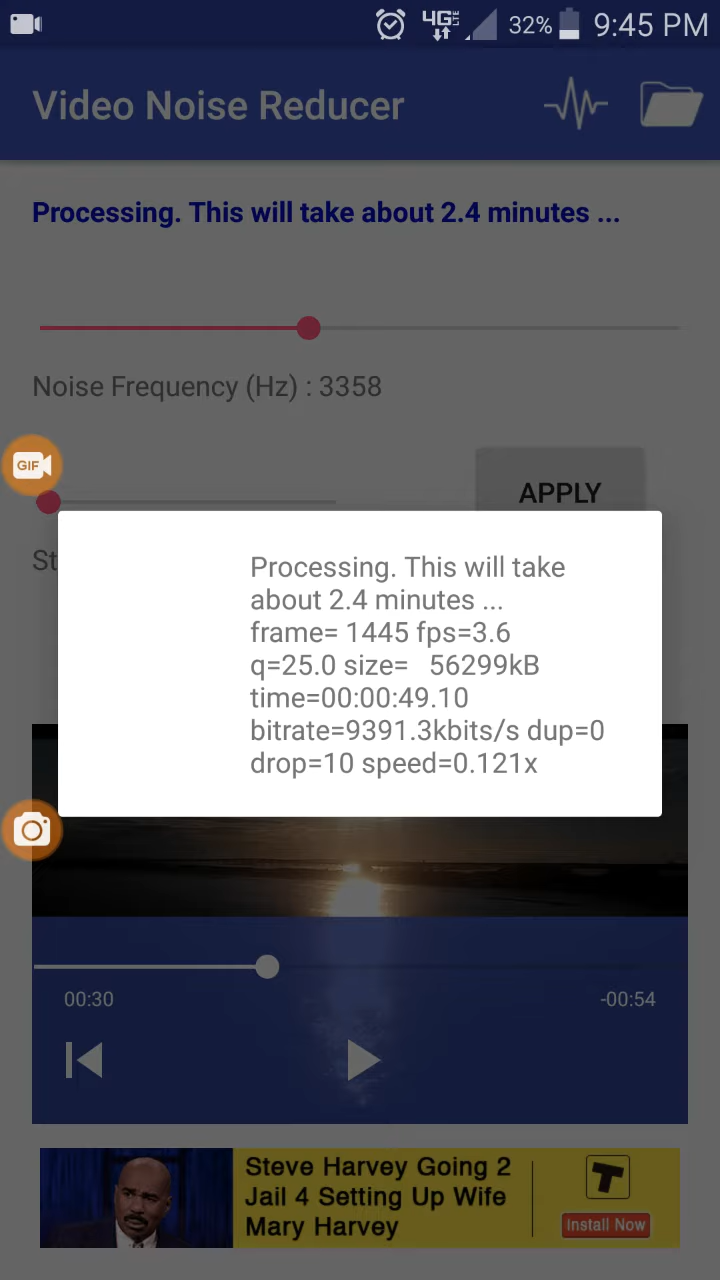 4G LTE 32% 9:45 PM
Video Noise Reducer
Processing. This will take about 2.4 minutes ...
Noise Frequency (Hz) : 3358
GIF
APPLY
St
Processing. This will take
about 2.4 minutes ...
frame= 1445 fps=3.6
q=25.0 size=   56299kB
time=00:00:49.10
bitrate=9391.3kbits/s dup=0
drop=10 speed=0.121x
00:30
-00:54
Steve Harvey Going 2
Jail 4 Setting Up Wife
Mary Harvey
T
Install Now